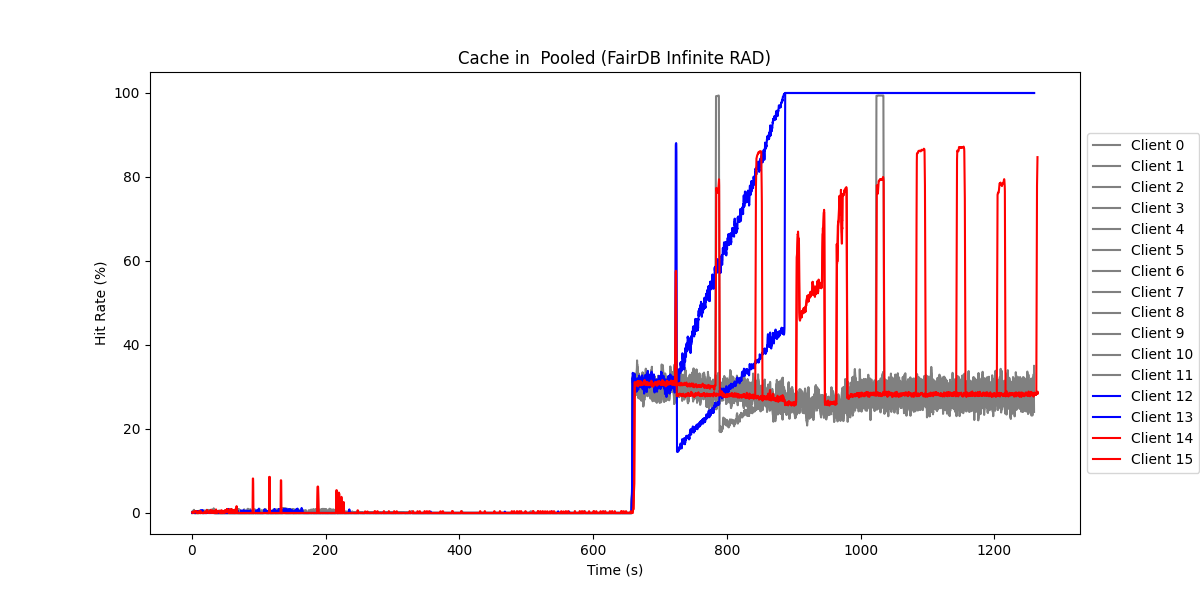 Cache in  Pooled (FairDB Infinite RAD)
Hit Rate (%)
100
80
60
40
20
0
0 200 400 600 800 1000 1200
Time (s)
Client 0
Client 1
Client 2
Client 3
Client 4
Client 5
Client 6
Client 7
Client 8
Client 9
Client 10
Client 11
Client 12
Client 13
Client 14
Client 15